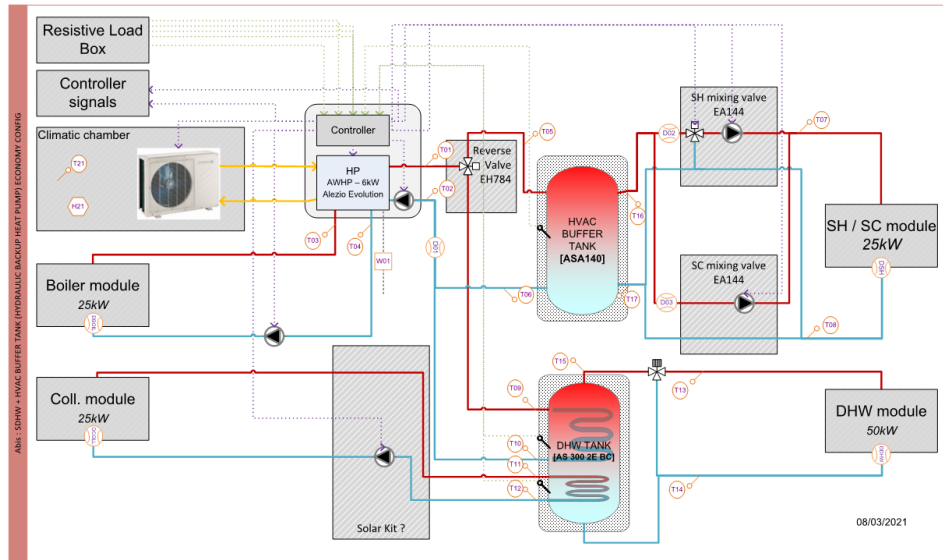 Abis : SDHW + HVAC BUFFER TANK (HYDRAULIC BACKUP HEAT PUMP) ECONOMY CONFIG
Resistive Load
Box
Controller
signals
Climatic chamber
T21
H21
Controller
HP
AWHP – 6kW
Alezio Evolution
T01
T02
T03
T04
W01
D01
Reverse
Valve
EH784
T05
T06
HVAC
BUFFER
TANK
[ASA140]
T16
T17
D02
SH mixing valve
EA144
T07
SC mixing valve
EA144
D03
T08
SH / SC module
25kW
DSH
Boiler module
25kW
DBOIL
Coll. module
25kW
DCOLL
Solar Kit ?
T09
T10
T11
T12
DHW TANK
[AS 300 2E BC]
T15
T13
T14
DHW module
50kW
DDHW
08/03/2021